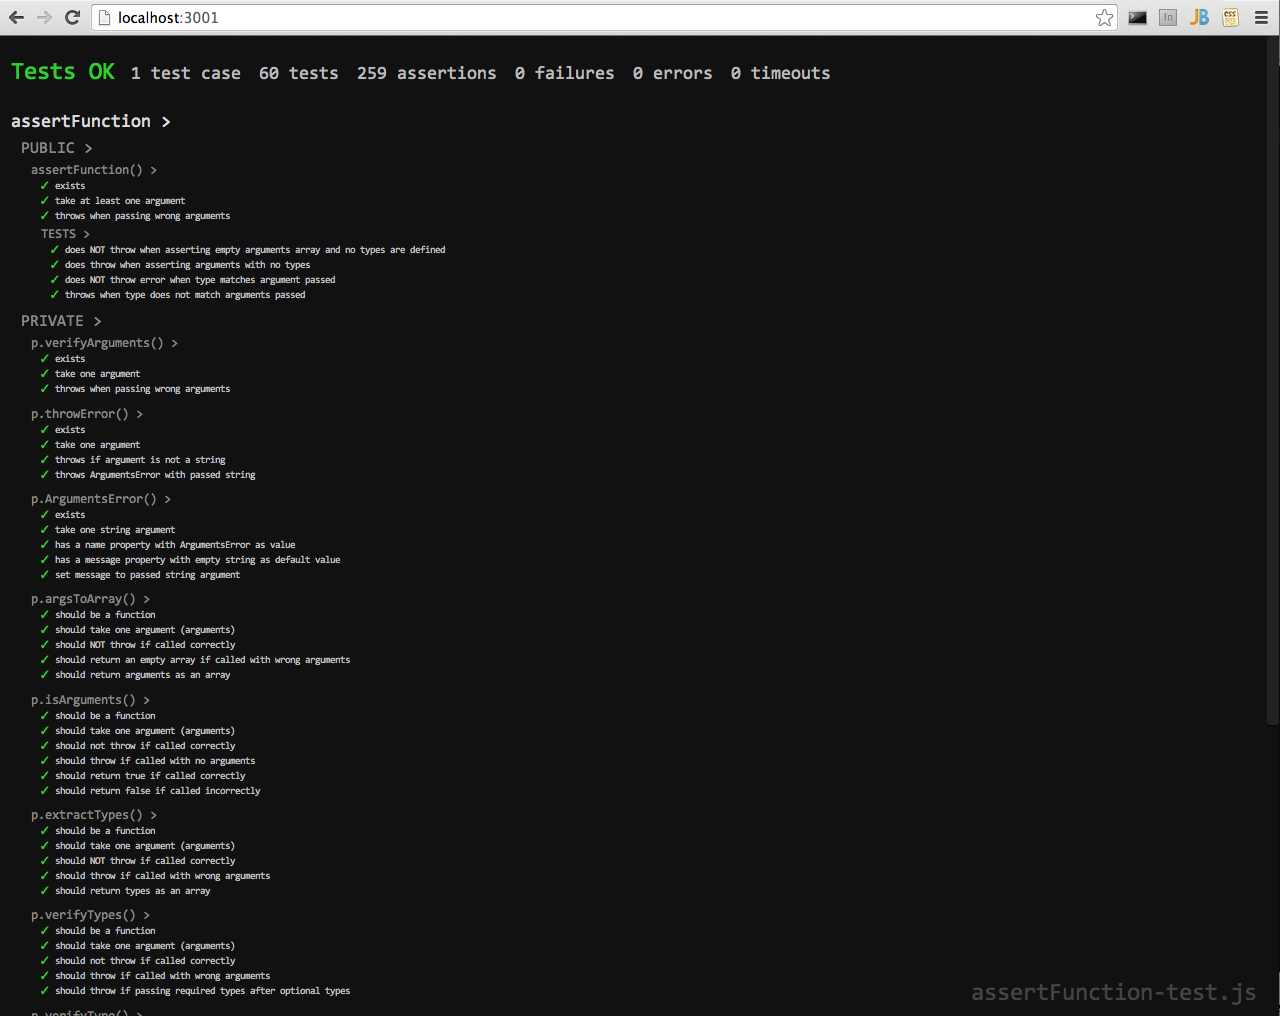 localhost:3001
In
JB
css
Tests OK 1 test case 60 tests 259 assertions 0 failures 0 errors 0 timeouts
assertFunction >
PUBLIC >
assertFunction() >
✓ exists
✓ take at least one argument
✓ throws when passing wrong arguments
TESTS >
✓ does NOT throw when asserting empty arguments array and no types are defined
✓ does throw when asserting arguments with no types
✓ does NOT throw error when type matches argument passed
✓ throws when type does not match arguments passed
PRIVATE >
p.verifyArguments() >
✓ exists
✓ take one argument
✓ throws when passing wrong arguments
p.throwError() >
✓ exists
✓ take one argument
✓ throws if argument is not a string
✓ throws ArgumentsError with passed string
p.ArgumentsError() >
✓ exists
✓ take one string argument
✓ has a name property with ArgumentsError as value
✓ has a message property with empty string as default value
✓ set message to passed string argument
p.argsToArray() >
✓ should be a function
✓ should take one argument (arguments)
✓ should NOT throw if called correctly
✓ should return an empty array if called with wrong arguments
✓ should return arguments as an array
p.isArguments() >
✓ should be a function
✓ should take one argument (arguments)
✓ should not throw if called correctly
✓ should throw if called with no arguments
✓ should return true if called correctly
✓ should return false if called incorrectly
p.extractTypes() >
✓ should be a function
✓ should take one argument (arguments)
✓ should NOT throw if called correctly
✓ should throw if called with wrong arguments
✓ should return types as an array
p.verifyTypes() >
✓ should be a function
✓ should take one argument (arguments)
✓ should not throw if called correctly
✓ should throw if called with wrong arguments
✓ should throw if passing required types after optional types
assertFunction-test.js
p.verifyType() >